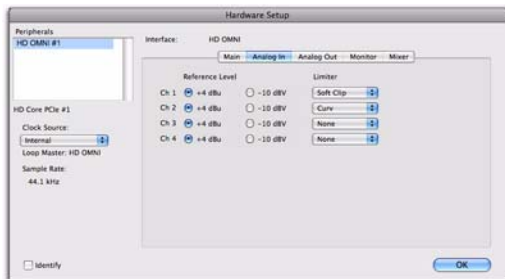 Hardware Setup
Peripherals
HD OMNI #1
Interface: HD OMNI
Main Analog In Analog Out Monitor Mixer
Reference Level Limiter
Ch 1 +4 dBu -10 dBV Soft Clip
Ch 2 +4 dBu -10 dBV Curv
Ch 3 +4 dBu -10 dBV None
Ch 4 +4 dBu -10 dBV None
HD Core PCIe #1
Clock Source:
Internal
Loop Master: HD OMNI
Sample Rate:
44.1 kHz
Identify
OK